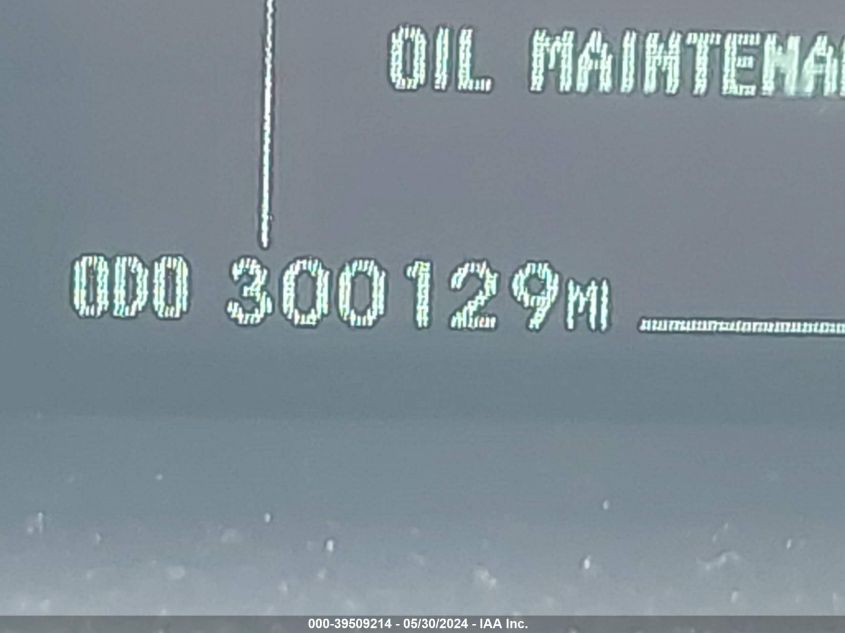 OIL MAINTENA
ODO 300129MI
000-39509214 - 05/30/2024 - IAA Inc.